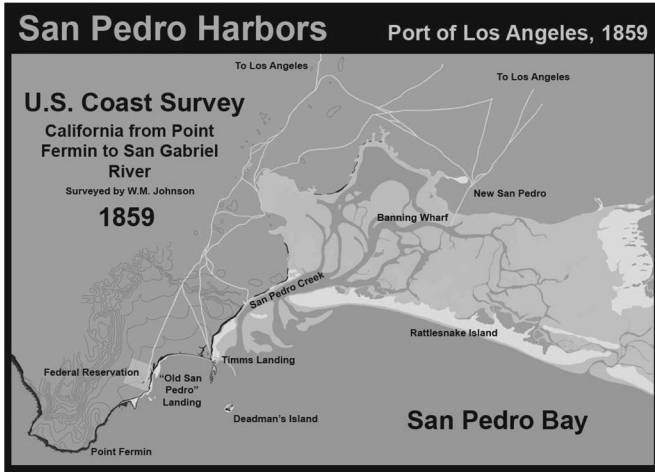 San Pedro Harbors
Port of Los Angeles, 1859
To Los Angeles
To Los Angeles
U.S. Coast Survey
California from Point
Fermin to San Gabriel
River
Surveyed by W.M. Johnson
1859
New San Pedro
Banning Wharf
San Pedro Creek
Rattlesnake Island
Timms Landing
Federal Reservation
“Old San
Pedro”
Landing
Deadman's Island
San Pedro Bay
Point Fermin